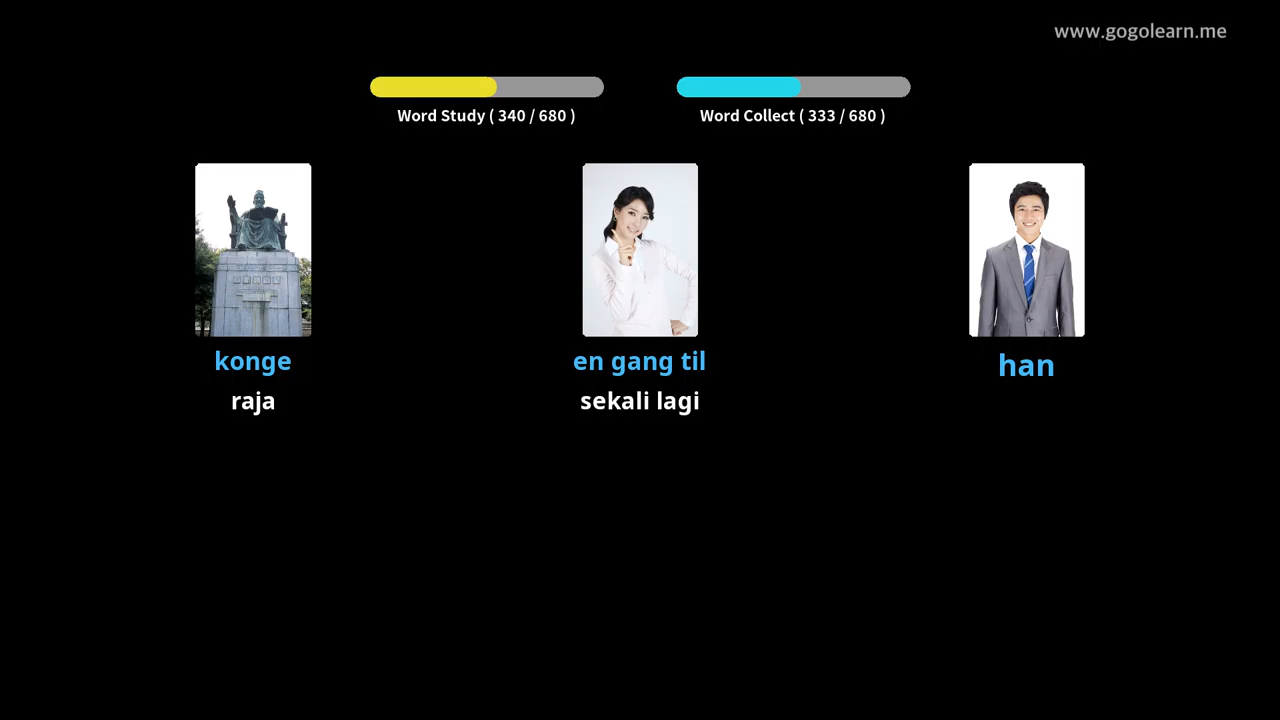 www.gogolearn.me
Word Study ( 340 / 680 )
Word Collect ( 333 / 680 )
konge
raja
en gang til
sekali lagi
han